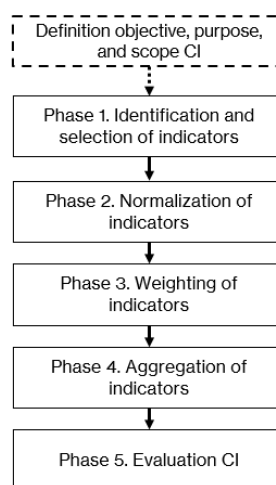 Definition objective, purpose,
and scope CI
Phase 1. Identification and
selection of indicators
Phase 2. Normalization of
indicators
Phase 3. Weighting of
indicators
Phase 4. Aggregation of
indicators
Phase 5. Evaluation CI